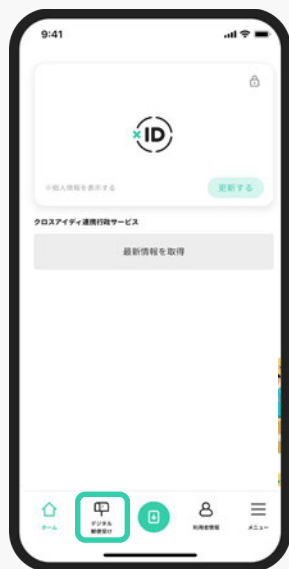 9:41
xID
※個人情報を表示する
更新する
クロスアイディ連携行政サービス
最新情報を取得
ホーム
デジタル
郵便受け
利用者情報
メニュー